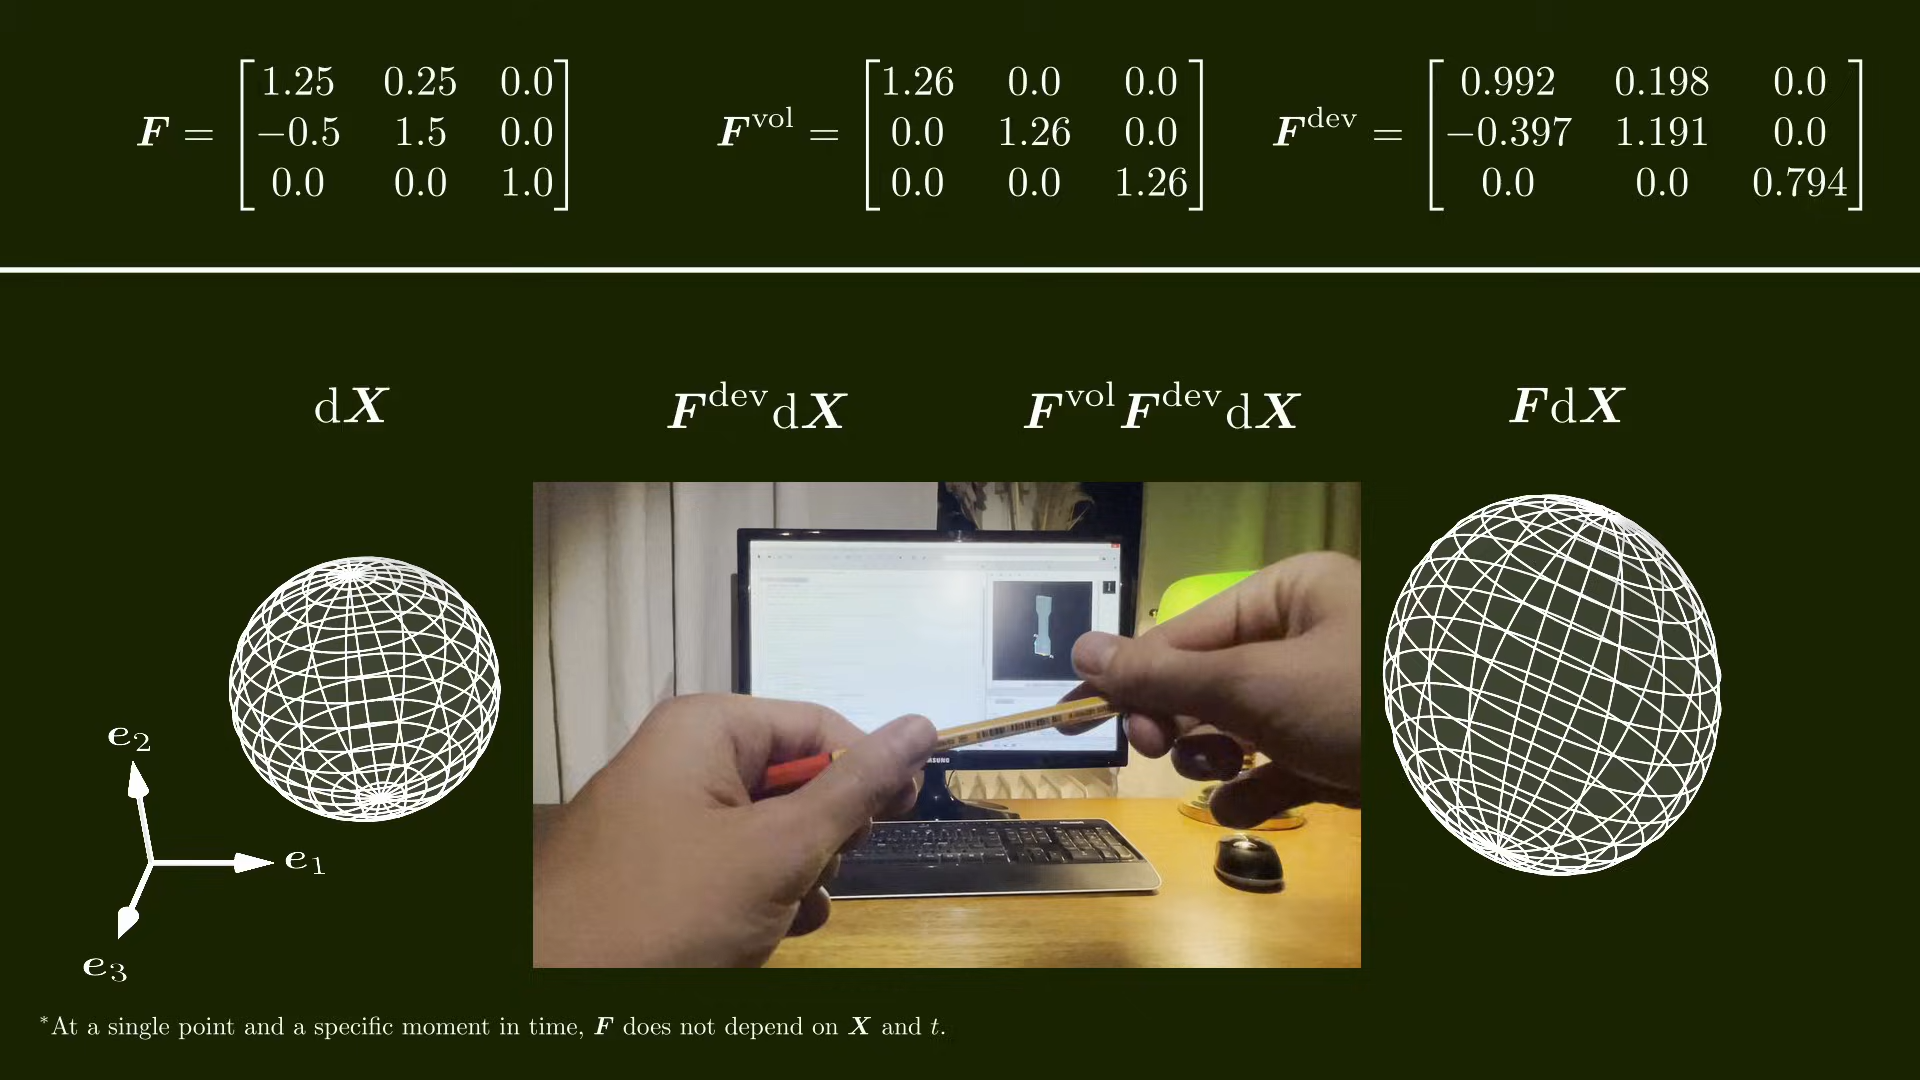 F = [1.25 0.25 0.0
−0.5 1.5 0.0
0.0 0.0 1.0]
F^vol = [1.26 0.0 0.0
0.0 1.26 0.0
0.0 0.0 1.26]
F^dev = [0.992 0.198 0.0
−0.397 1.191 0.0
0.0 0.0 0.794]
dX
F^dev dX
F^vol F^dev dX
F dX
e₂
e₁
e₃
*At a single point and a specific moment in time, F does not depend on X and t.